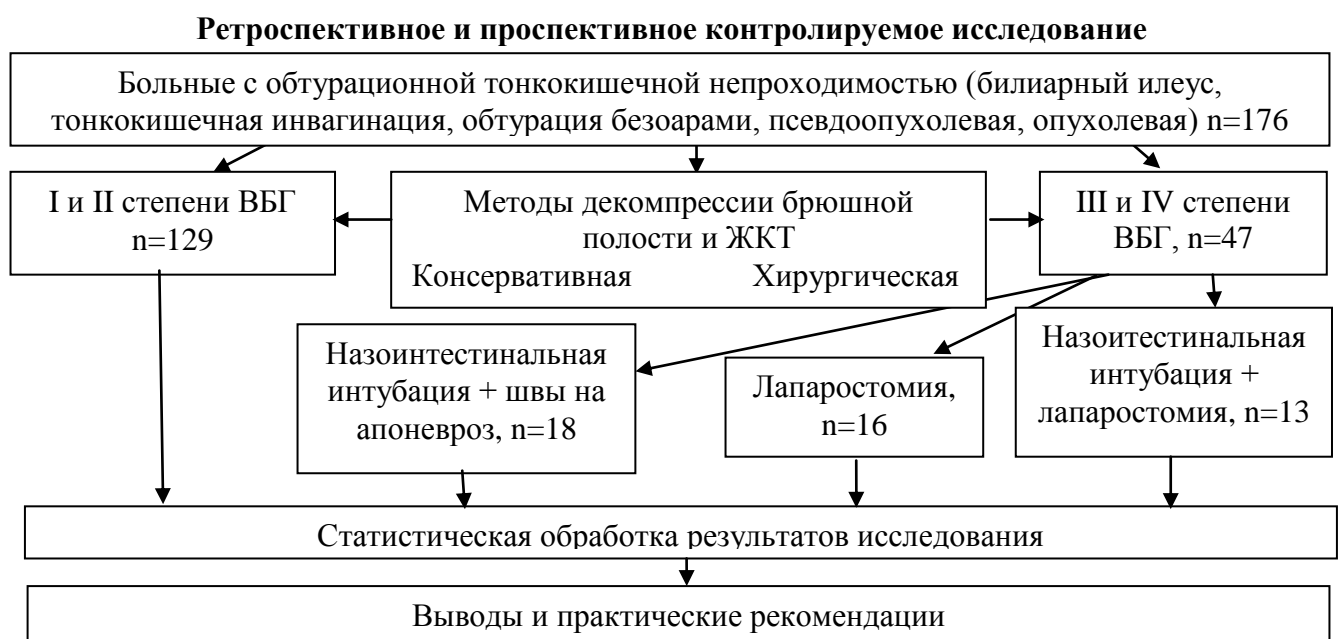 Ретроспективное и проспективное контролируемое исследование
Больные с обтурационной тонкокишечной непроходимостью (билиарный илеус,
тонкокишечная инвагинация, обтурация безоарами, псевдоопухолевая, опухолевая) n=176
I и II степени ВБГ
n=129
Методы декомпрессии брюшной
полости и ЖКТ
Консервативная Хирургическая
III и IV степени
ВБГ, n=47
Назоинтестинальная
интубация + швы на
апоневроз, n=18
Лапаростомия,
n=16
Назоинтестинальная
интубация +
лапаростомия, n=13
Статистическая обработка результатов исследования
Выводы и практические рекомендации